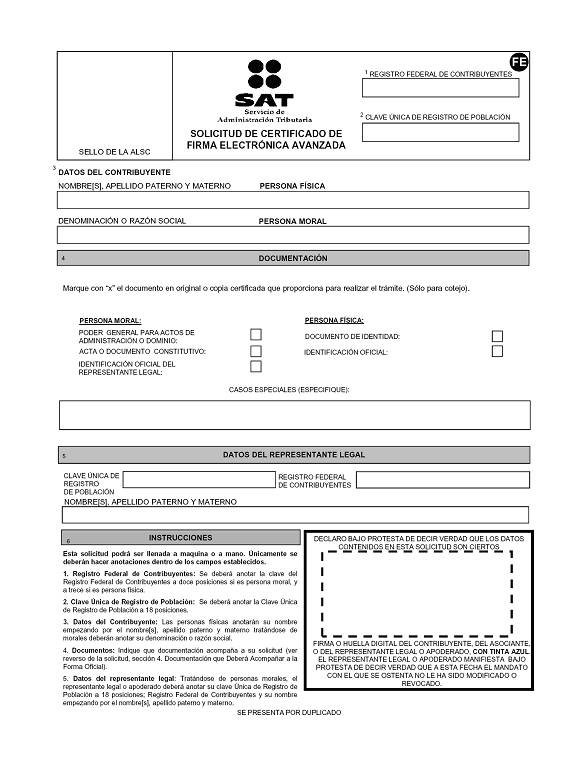 FE
1 REGISTRO FEDERAL DE CONTRIBUYENTES
SAT
Servicio de
Administración Tributaria
2 CLAVE ÚNICA DE REGISTRO DE POBLACIÓN
SOLICITUD DE CERTIFICADO DE
FIRMA ELECTRÓNICA AVANZADA
SELLO DE LA ALSC
3 DATOS DEL CONTRIBUYENTE
NOMBRE[S], APELLIDO PATERNO Y MATERNO PERSONA FÍSICA
DENOMINACIÓN O RAZÓN SOCIAL PERSONA MORAL
4 DOCUMENTACIÓN
Marque con "x" el documento en original o copia certificada que proporciona para realizar el trámite. (Sólo para cotejo).
PERSONA MORAL:
PODER GENERAL PARA ACTOS DE
ADMINISTRACIÓN O DOMINIO:
ACTA O DOCUMENTO CONSTITUTIVO:
IDENTIFICACIÓN OFICIAL DEL
REPRESENTANTE LEGAL:
PERSONA FÍSICA:
DOCUMENTO DE IDENTIDAD:
IDENTIFICACIÓN OFICIAL:
CASOS ESPECIALES (ESPECIFIQUE):
5 DATOS DEL REPRESENTANTE LEGAL
CLAVE ÚNICA DE
REGISTRO
DE POBLACIÓN
REGISTRO FEDERAL
DE CONTRIBUYENTES
NOMBRE[S], APELLIDO PATERNO Y MATERNO
6 INSTRUCCIONES
Esta solicitud podrá ser llenada a maquina o a mano. Únicamente se
deberán hacer anotaciones dentro de los campos establecidos.
1. Registro Federal de Contribuyentes: Se deberá anotar la clave del
Registro Federal de Contribuyentes a doce posiciones si es persona moral, y
a trece si es persona física.
2. Clave Única de Registro de Población: Se deberá anotar la Clave Única
de Registro de Población a 18 posiciones.
3. Datos del Contribuyente: Las personas físicas anotarán su nombre
empezando por el nombre[s], apellido paterno y materno tratándose de
morales deberán anotar su denominación o razón social.
4. Documentos: Indique que documentación acompaña a su solicitud (ver
reverso de la solicitud, sección 4. Documentación que Deberá Acompañar a la
Forma Oficial).
5. Datos del representante legal: Tratándose de personas morales, el
representante legal o apoderado deberá anotar su clave Única de Registro de
Población a 18 posiciones; Registro Federal de Contribuyentes y su nombre
empezando por el nombre[s], apellido paterno y materno.
DECLARO BAJO PROTESTA DE DECIR VERDAD QUE LOS DATOS
CONTENIDOS EN ESTA SOLICITUD SON CIERTOS
FIRMA O HUELLA DIGITAL DEL CONTRIBUYENTE, DEL ASOCIANTE,
O DEL REPRESENTANTE LEGAL O APODERADO, CON TINTA AZUL.
EL REPRESENTANTE LEGAL O APODERADO MANIFIESTA BAJO
PROTESTA DE DECIR VERDAD QUE A ESTA FECHA EL MANDATO
CON EL QUE SE OSTENTA NO LE HA SIDO MODIFICADO O
REVOCADO.
SE PRESENTA POR DUPLICADO